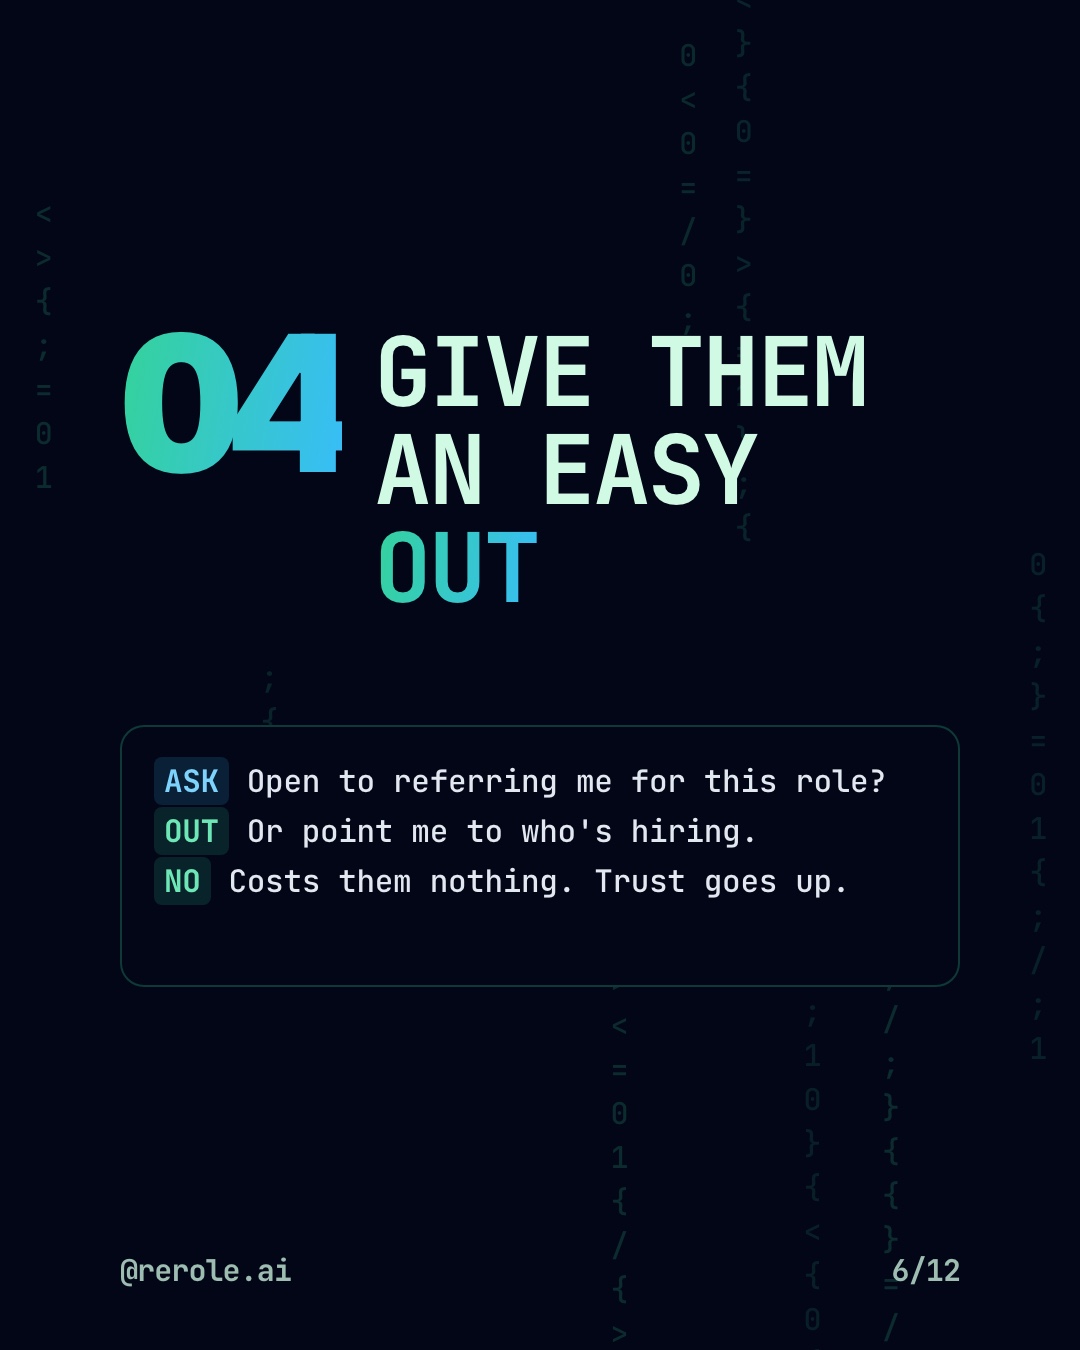 04
GIVE THEM
AN EASY
OUT
ASK Open to referring me for this role?
OUT Or point me to who's hiring.
NO Costs them nothing. Trust goes up.
@rerole.ai
6/12